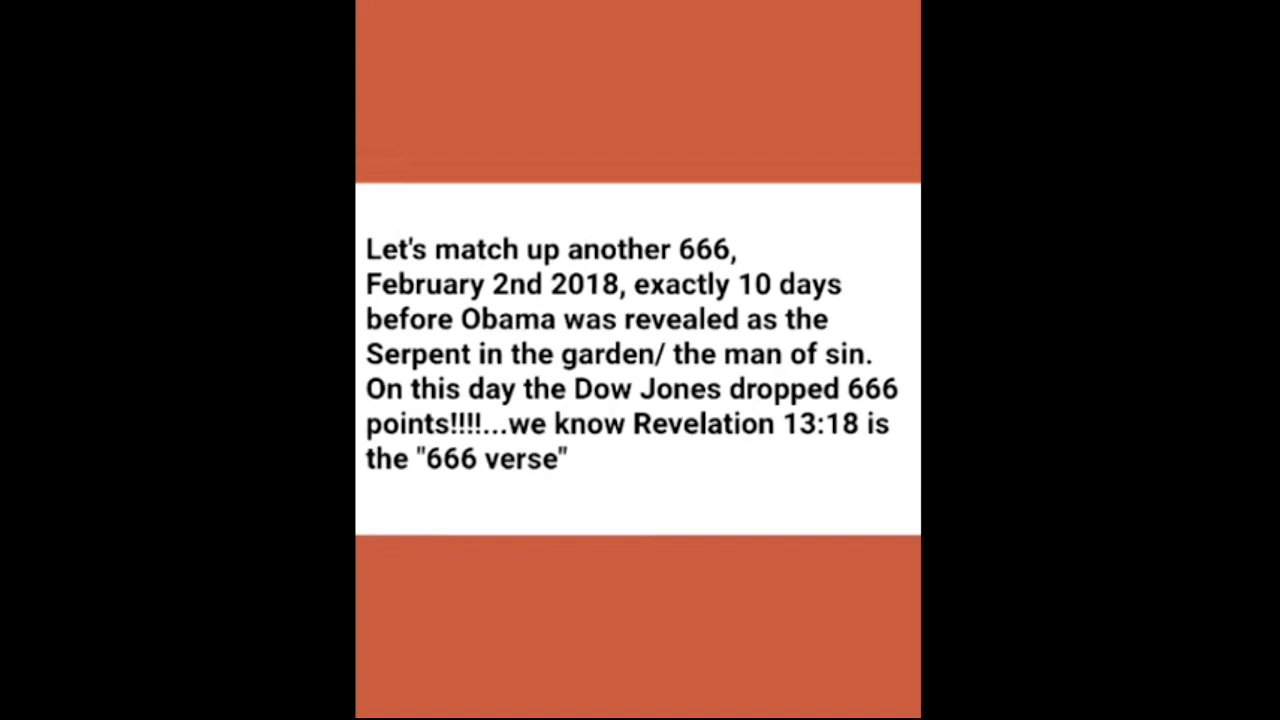 Let's match up another 666,
February 2nd 2018, exactly 10 days
before Obama was revealed as the
Serpent in the garden/ the man of sin.
On this day the Dow Jones dropped 666
points!!!!...we know Revelation 13:18 is
the "666 verse"